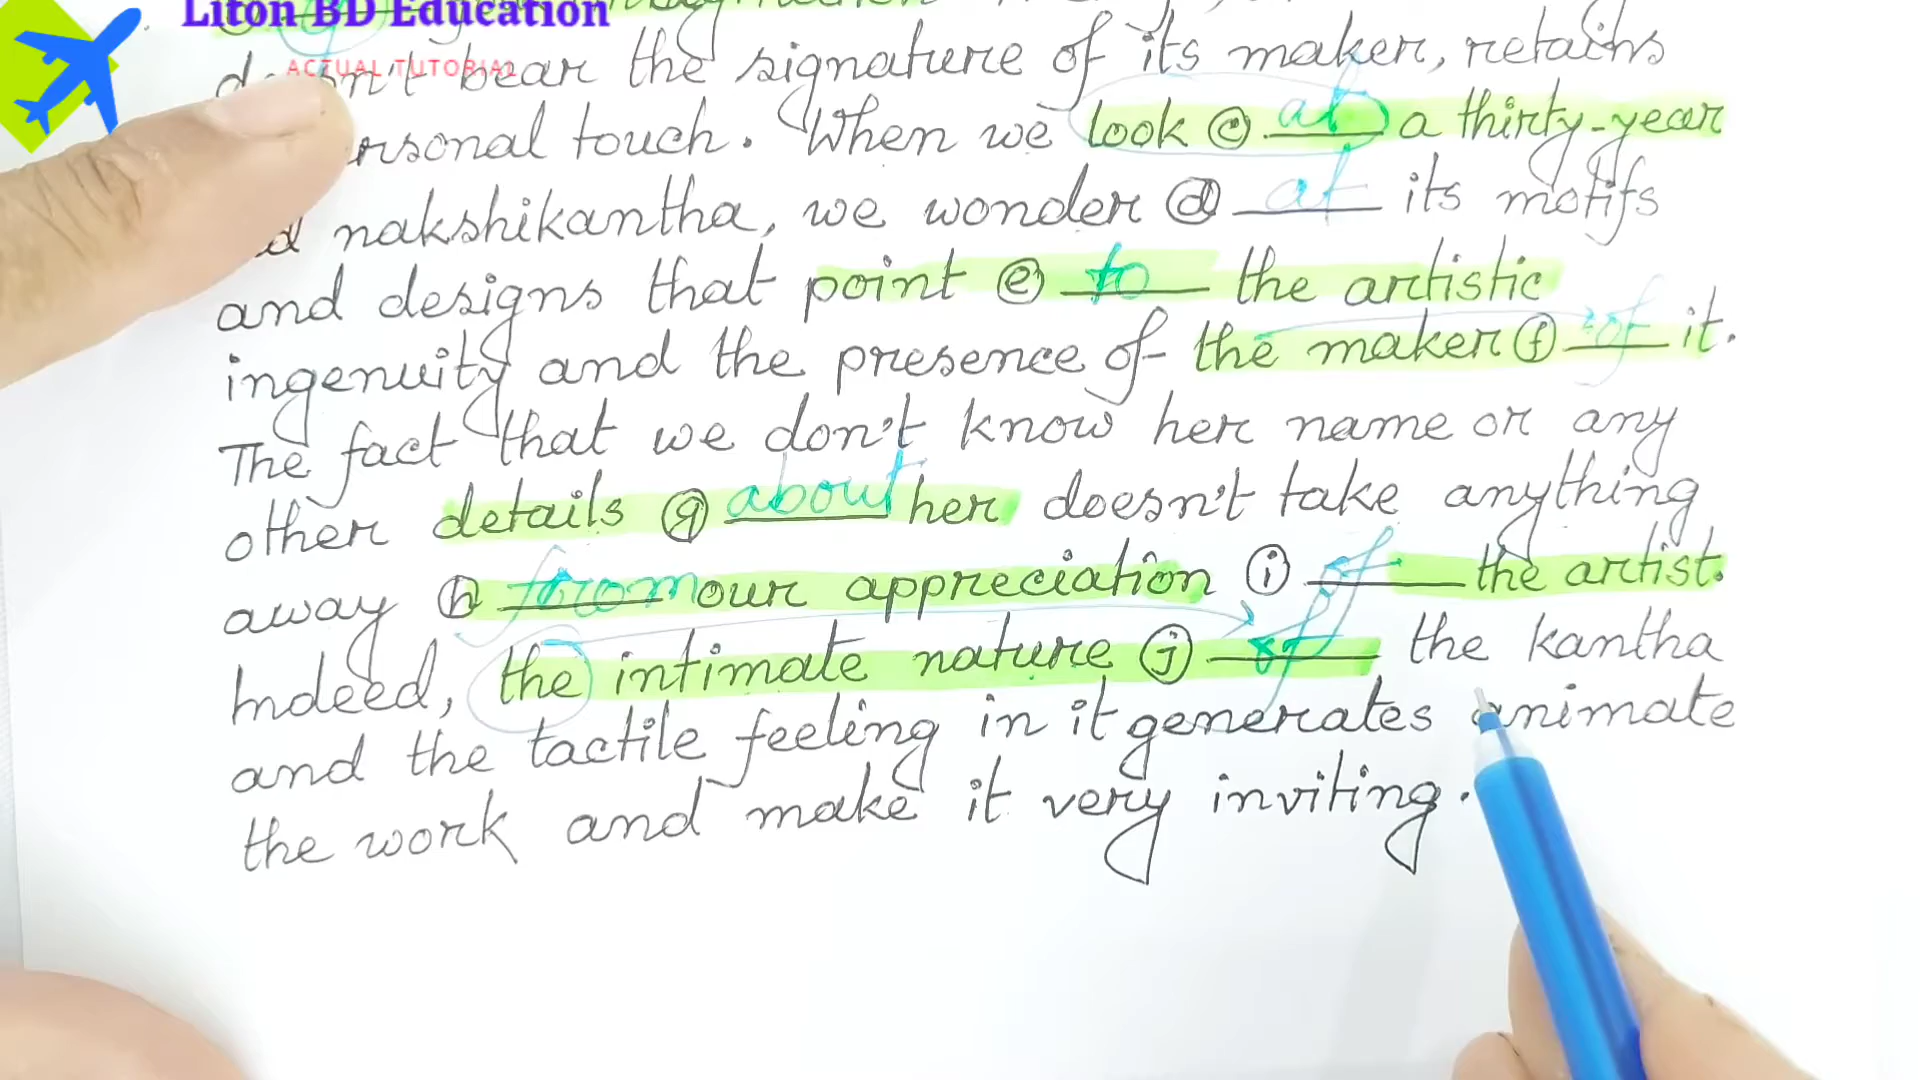 Liton BD Education
ACTUAL TUTORIAL
bear the signature of its maker, retains
touch. When we look ⓒ at a thirty-year
nakshikantha, we wonder ⓓ at its motifs
and designs that point ⓔ to the artistic
ingenuity and the presence of the maker ⓕ of it.
The fact that we don't know her name or any
other details ⓖ about her doesn't take anything
away ⓗ from our appreciation ⓘ of the artist.
Indeed, the intimate nature ⓙ of the kantha
and the tactile feeling in it generates animate
the work and make it very inviting.